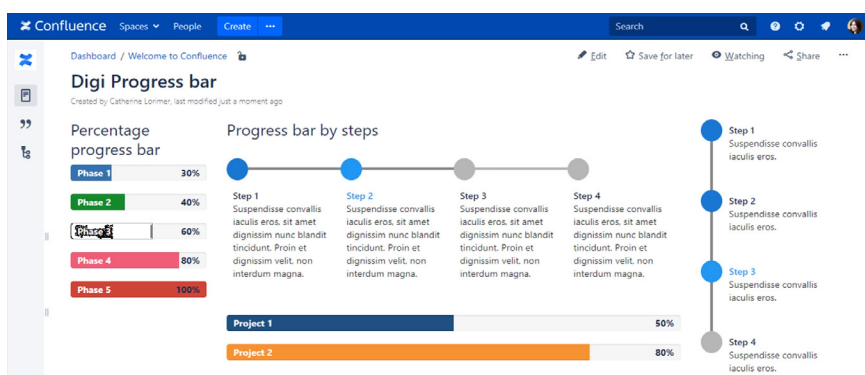 Confluence Spaces People Create ... Search
Dashboard / Welcome to Confluence
Edit Save for later Watching Share ...
Digi Progress bar
Created by Catherine Lorimer, last modified just a moment ago
Percentage
progress bar
Phase 1 30%
Phase 2 40%
Phase 3 60%
Phase 4 80%
Phase 5 100%
Progress bar by steps
Step 1
Suspendisse convallis
iaculis eros. sit amet
dignissim nunc blandit
tincidunt. Proin et
dignissim velit. non
interdum magna.
Step 2
Suspendisse convallis
iaculis eros. sit amet
dignissim nunc blandit
tincidunt. Proin et
dignissim velit. non
interdum magna.
Step 3
Suspendisse convallis
iaculis eros. sit amet
dignissim nunc blandit
tincidunt. Proin et
dignissim velit. non
interdum magna.
Step 4
Suspendisse convallis
iaculis eros. sit amet
dignissim nunc blandit
tincidunt. Proin et
dignissim velit. non
interdum magna.
Project 1 50%
Project 2 80%
Step 1
Suspendisse convallis
iaculis eros.
Step 2
Suspendisse convallis
iaculis eros.
Step 3
Suspendisse convallis
iaculis eros.
Step 4
Suspendisse convallis
iaculis eros.